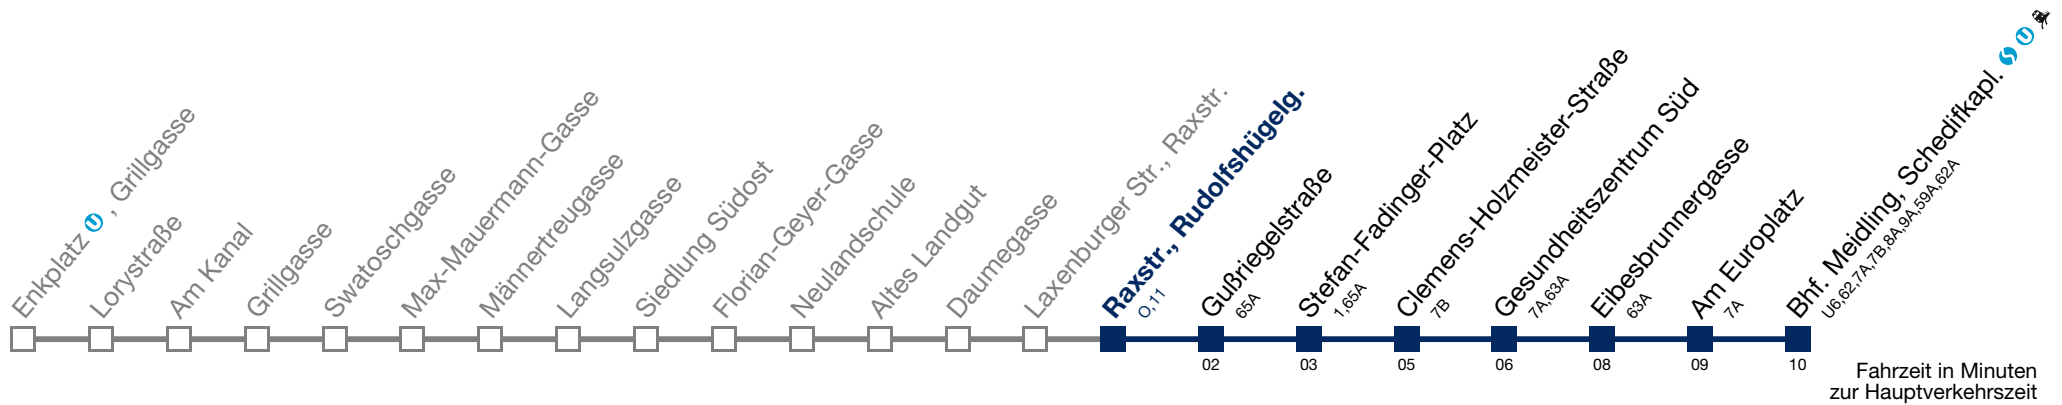 Enkplatz U , Grillgasse
Lorystraße
Am Kanal
Grillgasse
Swatoschgasse
Max-Mauermann-Gasse
Männertreugasse
Langsulzgasse
Siedlung Südost
Florian-Geyer-Gasse
Neulandschule
Altes Landgut
Daumegasse
Laxenburger Str., Raxstr.
Raxstr., Rudolfshügelg.
O,11
Gußriegelstraße
65A
02
Stefan-Fadinger-Platz
1,65A
03
Clemens-Holzmeister-Straße
7B
05
Gesundheitszentrum Süd
7A,63A
06
Eibesbrunnergasse
63A
08
Am Europlatz
7A
09
Bhf. Meidling, Schedifkapl. S U
U6,62,7A,7B,8A,9A,59A,62A
10
Fahrzeit in Minuten
zur Hauptverkehrszeit